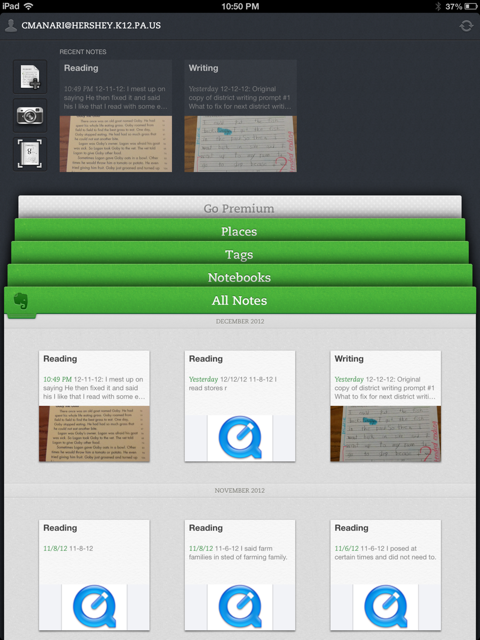 iPad
10:50 PM
37%
CMANARI@HERSHEY.K12.PA.US
RECENT NOTES
Reading
10:49 PM 12-11-12: I meet up on
saying He then fixed it and said
his I like that I read with some e...
Writing
Yesterday 12-12-12: Original
copy of district writing prompt #1
What to fix for next district writi...
Go Premium
Places
Tags
Notebooks
All Notes
DECEMBER 2012
Reading
10:49 PM 12-11-12: I meet up on
saying He then fixed it and said
his I like that I read with some e...
Reading
Yesterday 12/12/12 11-8-12 I
read stores r
Writing
Yesterday 12-12-12: Original
copy of district writing prompt #1
What to fix for next district writi...
NOVEMBER 2012
Reading
11/8/12 11-8-12
Reading
11/8/12 11-6-12 I said farm
families in sted of farming family.
Reading
11/6/12 11-6-12 I posed at
certain times and did not need to.